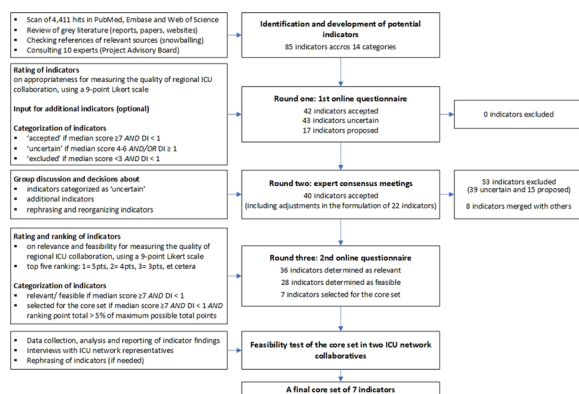 ▪ Scan of 4,411 hits in PubMed, Embase and Web of Science
▪ Review of grey literature (reports, papers, websites)
▪ Checking references of relevant sources (snowballing)
▪ Consulting 10 experts (Project Advisory Board)
Identification and development of potential
indicators
85 indicators accros 14 categories
Rating of indicators
on appropriateness for measuring the quality of regional ICU
collaboration, using a 9-point Likert scale
Input for additional indicators (optional)
Categorization of indicators
▪ ‘accepted’ if median score ≥7 AND DI < 1
▪ ‘uncertain’ if median score 4-6 AND/OR DI ≥ 1
▪ ‘excluded’ if median score <3 AND DI < 1
Round one: 1st online questionnaire
42 indicators accepted
43 indicators uncertain
17 indicators proposed
0 indicators excluded
Group discussion and decisions about
▪ indicators categorized as ‘uncertain’
▪ additional indicators
▪ rephrasing and reorganizing indicators
Round two: expert consensus meetings
40 indicators accepted
(including adjustments in the formulation of 22 indicators)
53 indicators excluded
(39 uncertain and 15 proposed)
8 indicators merged with others
Rating and ranking of indicators
▪ on relevance and feasibility for measuring the quality of
regional ICU collaboration, using a 9-point Likert scale
▪ top five ranking: 1= 5pts, 2= 4pts, 3= 3pts, et cetera
Categorization of indicators
▪ relevant/ feasible if median score ≥7 AND DI < 1
▪ selected for the core set if median score ≥7 AND DI < 1 AND
ranking point total > 5% of maximum possible total points
Round three: 2nd online questionnaire
36 indicators determined as relevant
28 indicators determined as feasible
7 indicators selected for the core set
▪ Data collection, analysis and reporting of indicator findings
▪ Interviews with ICU network representatives
▪ Rephrasing of indicators (if needed)
Feasibility test of the core set in two ICU network
collaboratives
A final core set of 7 indicators